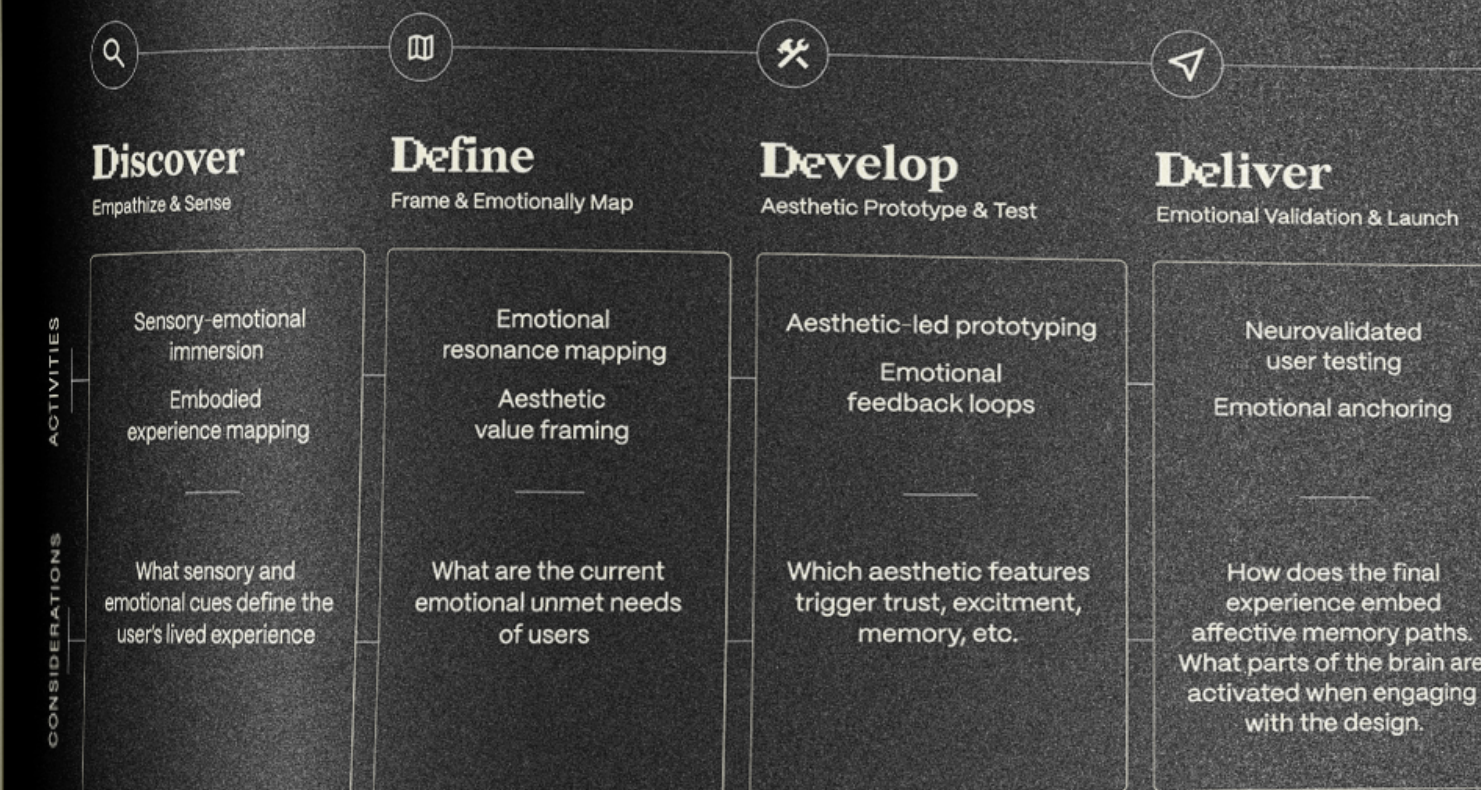 Discover
Empathize & Sense
Define
Frame & Emotionally Map
Develop
Aesthetic Prototype & Test
Deliver
Emotional Validation & Launch
ACTIVITIES
Sensory-emotional
immersion
Embodied
experience mapping
Emotional
resonance mapping
Aesthetic
value framing
Aesthetic-led prototyping
Emotional
feedback loops
Neurovalidated
user testing
Emotional anchoring
CONSIDERATIONS
What sensory and
emotional cues define the
user's lived experience
What are the current
emotional unmet needs
of users
Which aesthetic features
trigger trust, excitment,
memory, etc.
How does the final
experience embed
affective memory paths.
What parts of the brain are
activated when engaging
with the design.